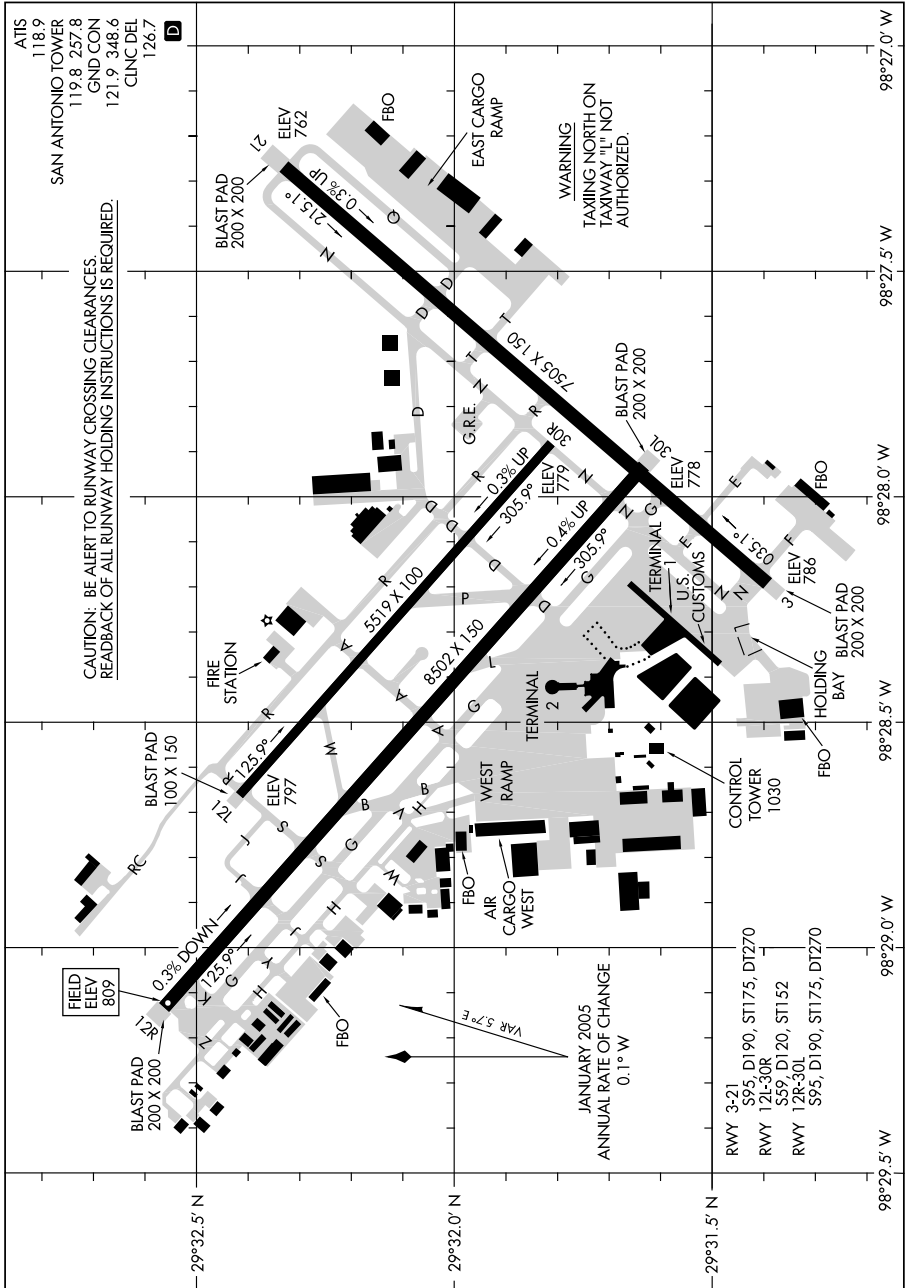 ATIS
118.9
SAN ANTONIO TOWER
119.8 257.8
GND CON
121.9 348.6
CLNC DEL
126.7
D
CAUTION: BE ALERT TO RUNWAY CROSSING CLEARANCES.
READBACK OF ALL RUNWAY HOLDING INSTRUCTIONS IS REQUIRED.
FIELD
ELEV
809
12R
BLAST PAD
200 X 200
0.3% DOWN
125.9°
RC
BLAST PAD
100 X 150
12L
125.9°
ELEV
797
FIRE
STATION
5519 X 100
8502 X 150
0.3% UP
305.9°
30R
ELEV
779
0.4% UP
305.9°
BLAST PAD
200 X 200
30L
ELEV
778
BLAST PAD
200 X 200
21
ELEV
762
215.1°
0.3% UP
7505 X 150
FBO
EAST CARGO
RAMP
WARNING
TAXIING NORTH ON
TAXIWAY "L" NOT
AUTHORIZED.
G.R.E.
Z
K
G
H
Y
J
H
J
J
S
S
G
W
V
H
B
B
W
R
R
A
A
A
G
L
P
R
D
D
D
D
G
R
D
N
T
R
N
L
D
D
N
Q
N
G
E
E
F
N
N
FBO
FBO
AIR
CARGO
WEST
WEST
RAMP
TERMINAL
2
TERMINAL
1
U.S.
CUSTOMS
CONTROL
TOWER
1030
FBO
HOLDING
BAY
BLAST PAD
200 X 200
3
ELEV
786
035.1°
FBO
VAR 5.7° E
JANUARY 2005
ANNUAL RATE OF CHANGE
0.1° W
RWY 3-21
S95, D190, ST175, DT270
RWY 12L-30R
S59, D120, ST152
RWY 12R-30L
S95, D190, ST175, DT270
29°32.5' N
29°32.0' N
29°31.5' N
98°29.5' W
98°29.0' W
98°28.5' W
98°28.0' W
98°27.5' W
98°27.0' W